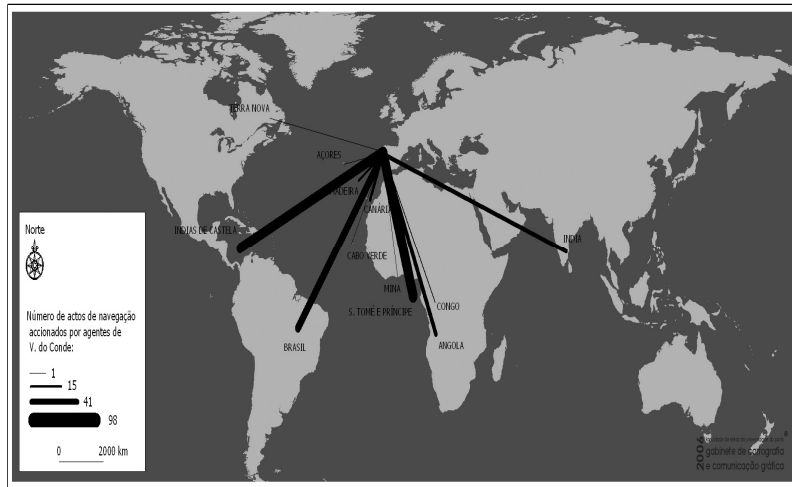 TERRA NOVA
AÇORES
MADEIRA
CANÁRIA
INDIAS DE CASTELA
CABO VERDE
INDIA
MINA
S. TOMÉ E PRÍNCIPE
CONGO
BRASIL
ANGOLA
Norte
Número de actos de navegação
accionados por agentes de
V. do Conde:
1
15
41
98
0 2000 km
2006
gabinete de cartografia
e comunicação gráfica